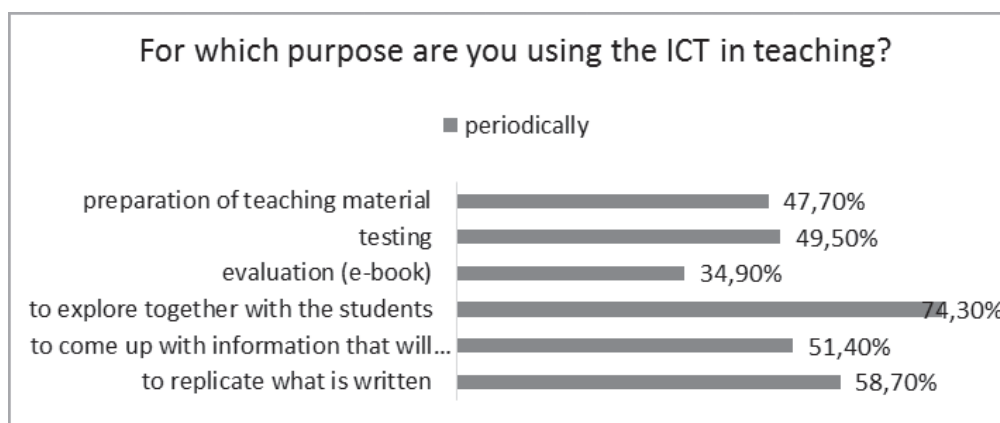 For which purpose are you using the ICT in teaching?
periodically
preparation of teaching material 47,70%
testing 49,50%
evaluation (e-book) 34,90%
to explore together with the students 74,30%
to come up with information that will... 51,40%
to replicate what is written 58,70%